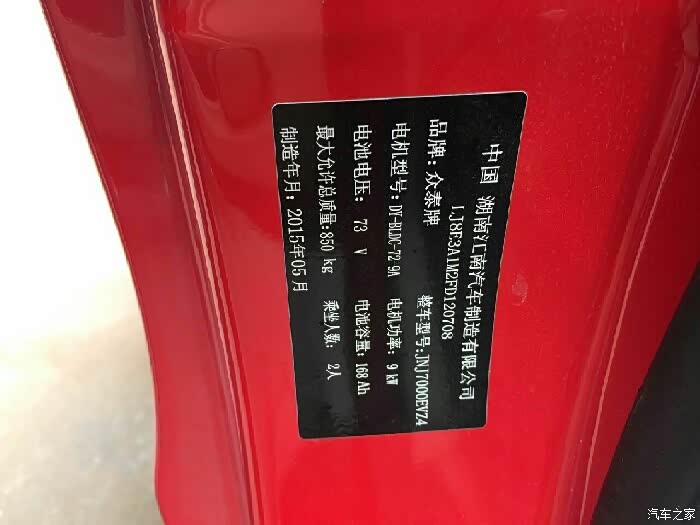 中国 湖南江南汽车制造有限公司
LJ8E3A1M2FD120708
品牌：众泰牌 整车型号：JNJ7000EVZ4
电机型号：DY-BLDC-72 9A 电机功率：9 kW
电池电压： 73 V 电池容量：168 Ah
最大允许总质量：850 kg 乘坐人数： 2人
制造年月：2015年05月
汽车之家